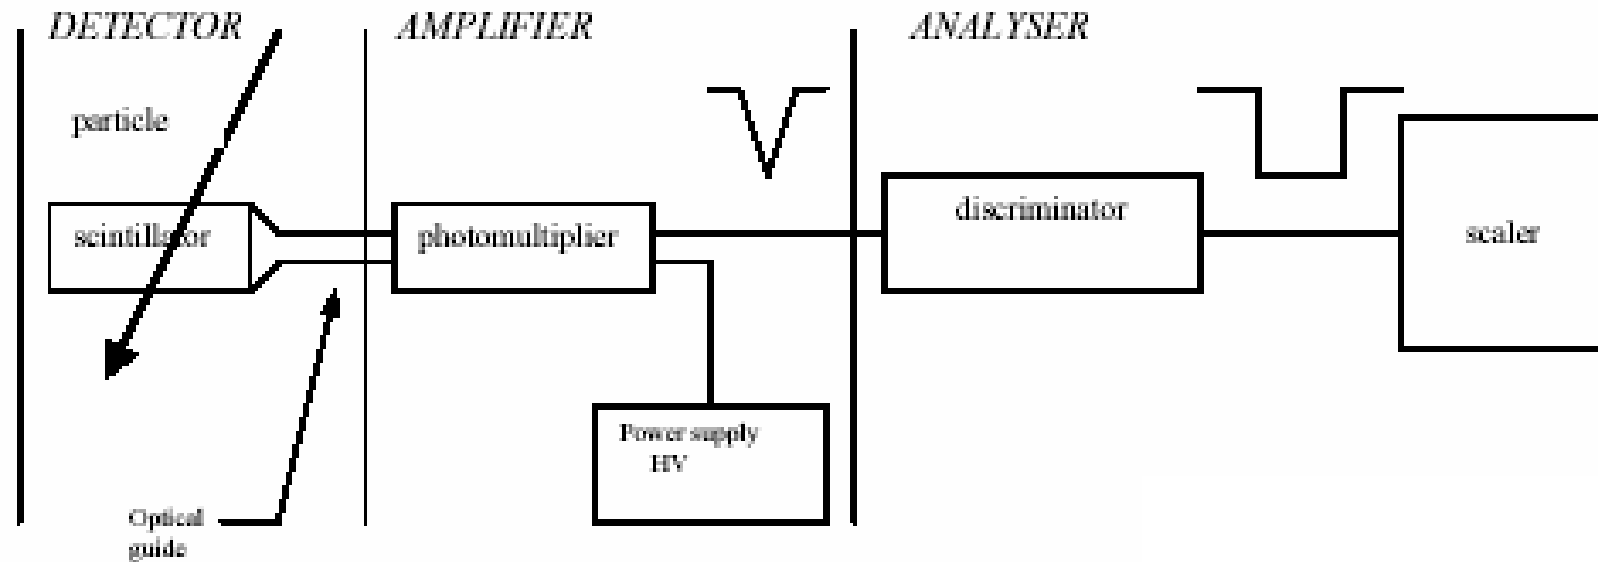 DETECTOR
AMPLIFIER
ANALYSER
particle
scintillator
photomultiplier
discriminator
scaler
Power supply
HV
Optical
guide